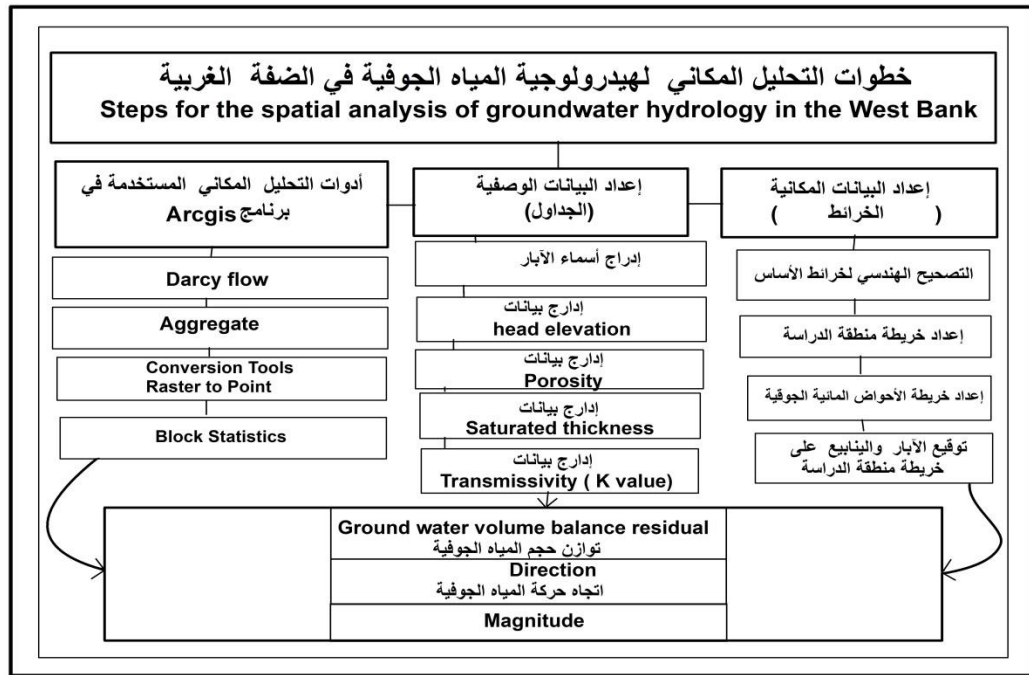 خطوات التحليل المكاني لهيدرولوجية المياه الجوفية في الضفة الغربية
Steps for the spatial analysis of groundwater hydrology in the West Bank
إعداد البيانات المكانية
( الخرائط )
التصحيح الهندسي لخرائط الأساس
إعداد خريطة منطقة الدراسة
إعداد خريطة الأحواض المائية الجوفية
توقيع الآبار والينابيع على
خريطة منطقة الدراسة
إعداد البيانات الوصفية
(الجداول)
إدراج أسماء الآبار
إدارج بيانات
head elevation
إدارج بيانات
Porosity
إدارج بيانات
Saturated thickness
إدارج بيانات
Transmissivity ( K value)
أدوات التحليل المكاني المستخدمة في
برنامج Arcgis
Darcy flow
Aggregate
Conversion Tools
Raster to Point
Block Statistics
Ground water volume balance residual
توازن حجم المياه الجوفية
Direction
اتجاه حركة المياه الجوفية
Magnitude